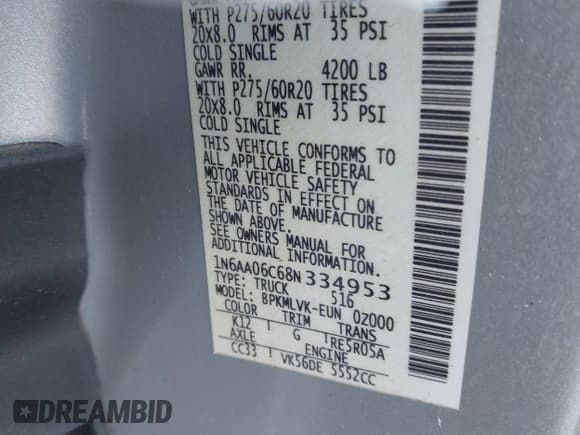 WITH P275/60R20 TIRES
20X8.0 RIMS AT 35 PSI
COLD SINGLE
GAWR RR. 4200 LB
WITH P275/60R20 TIRES
20X8.0 RIMS AT 35 PSI
COLD SINGLE
THIS VEHICLE CONFORMS TO
ALL APPLICABLE FEDERAL
MOTOR VEHICLE SAFETY
STANDARDS IN EFFECT ON
THE DATE OF MANUFACTURE
SHOWN ABOVE.
SEE OWNERS MANUAL FOR
ADDITIONAL INFORMATION.
1N6AA06C68N334953
TYPE: TRUCK 516
MODEL: BPKMLVK-EUN 0Z000
COLOR TRIM TRANS
K12 G RE5R05A
AXLE ENGINE
CC33 VK56DE 5552CC
DREAMBID